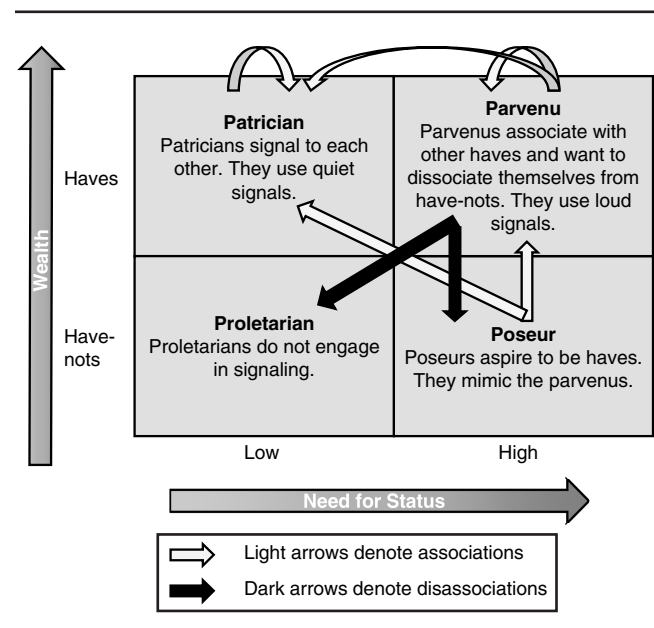 Patrician
Patricians signal to each
other. They use quiet
signals.
Parvenu
Parvenus associate with
other haves and want to
dissociate themselves from
have-nots. They use loud
signals.
Haves
Wealth
Proletarian
Proletarians do not engage
in signaling.
Poseur
Poseurs aspire to be haves.
They mimic the parvenus.
Have-
nots
Low
High
Need for Status
Light arrows denote associations
Dark arrows denote disassociations